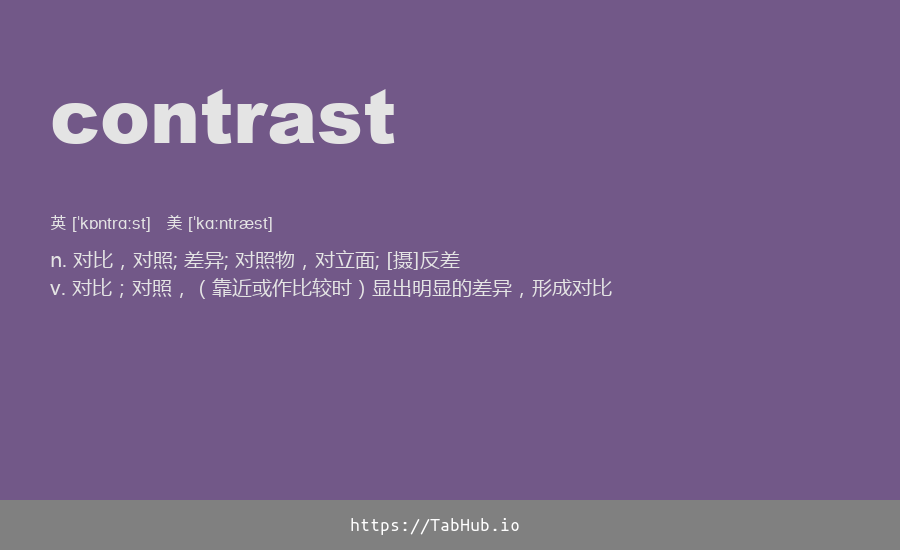 contrast
英 [ˈkɒntrɑːst] 美 [ˈkɑːntræst]
n. 对比，对照; 差异; 对照物，对立面; [摄]反差
v. 对比；对照，（靠近或作比较时）显出明显的差异，形成对比
https://TabHub.io